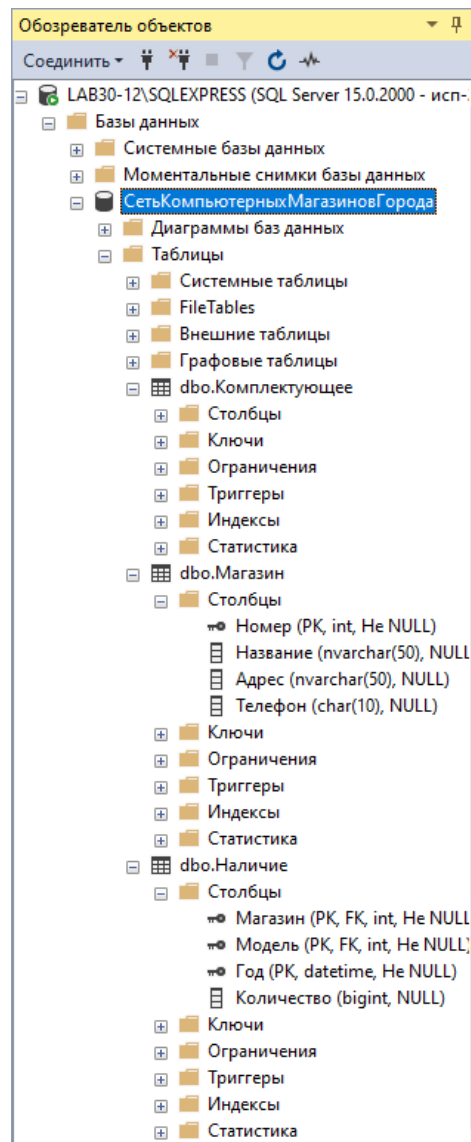 Обозреватель объектов
Соединить
LAB30-12\SQLEXPRESS (SQL Server 15.0.2000 - исп-.
Базы данных
Системные базы данных
Моментальные снимки базы данных
СетьКомпьютерныхМагазиновГорода
Диаграммы баз данных
Таблицы
Системные таблицы
FileTables
Внешние таблицы
Графовые таблицы
dbo.Комплектующее
Столбцы
Ключи
Ограничения
Триггеры
Индексы
Статистика
dbo.Магазин
Столбцы
Номер (PK, int, Не NULL)
Название (nvarchar(50), NULL
Адрес (nvarchar(50), NULL)
Телефон (char(10), NULL)
Ключи
Ограничения
Триггеры
Индексы
Статистика
dbo.Наличие
Столбцы
Магазин (PK, FK, int, Не NULL
Модель (PK, FK, int, Не NULL)
Год (PK, datetime, Не NULL)
Количество (bigint, NULL)
Ключи
Ограничения
Триггеры
Индексы
Статистика